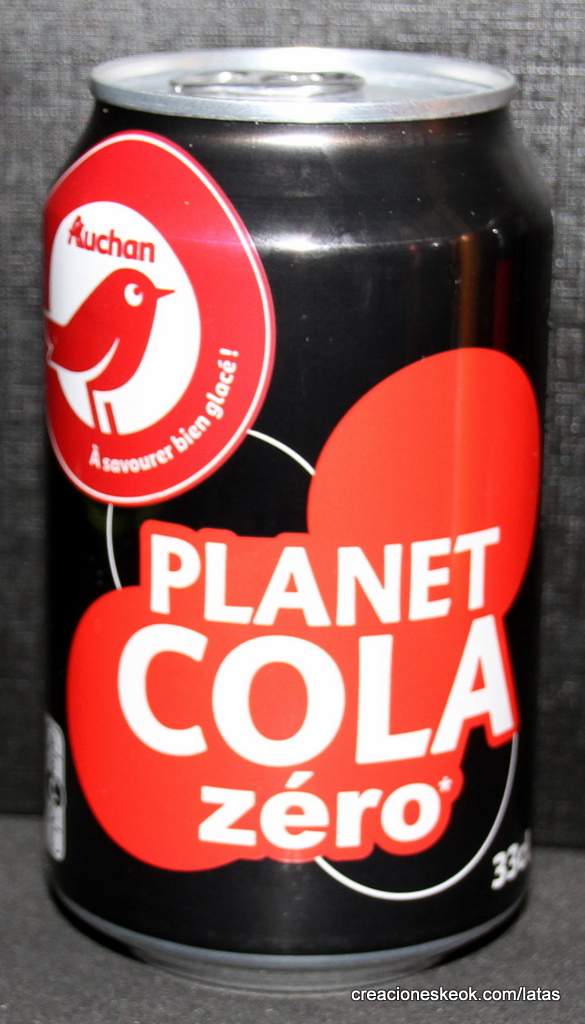 Auchan
À savourer bien glacé !
PLANET
COLA
zéro*
33cl
creacioneskeok.com/latas